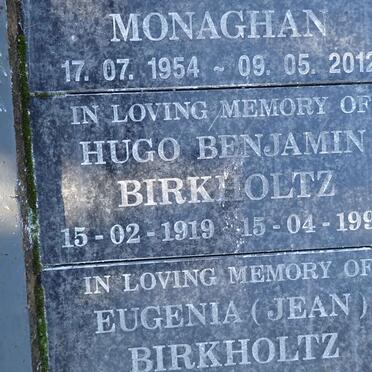 MONAGHAN
17. 07. 1954 ~ 09. 05. 2012
IN LOVING MEMORY OF
HUGO BENJAMIN
BIRKHOLTZ
15 - 02 - 1919 15 - 04 - 199
IN LOVING MEMORY OF
EUGENIA ( JEAN )
BIRKHOLTZ